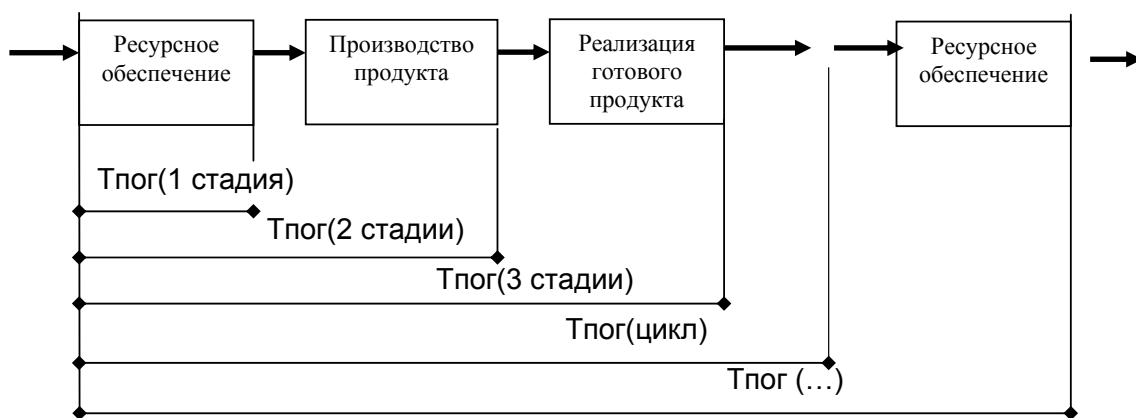 Ресурсное
обеспечение
Производство
продукта
Реализация
готового
продукта
Ресурсное
обеспечение
Тпог(1 стадия)
Тпог(2 стадии)
Тпог(3 стадии)
Тпог(цикл)
Тпог (…)